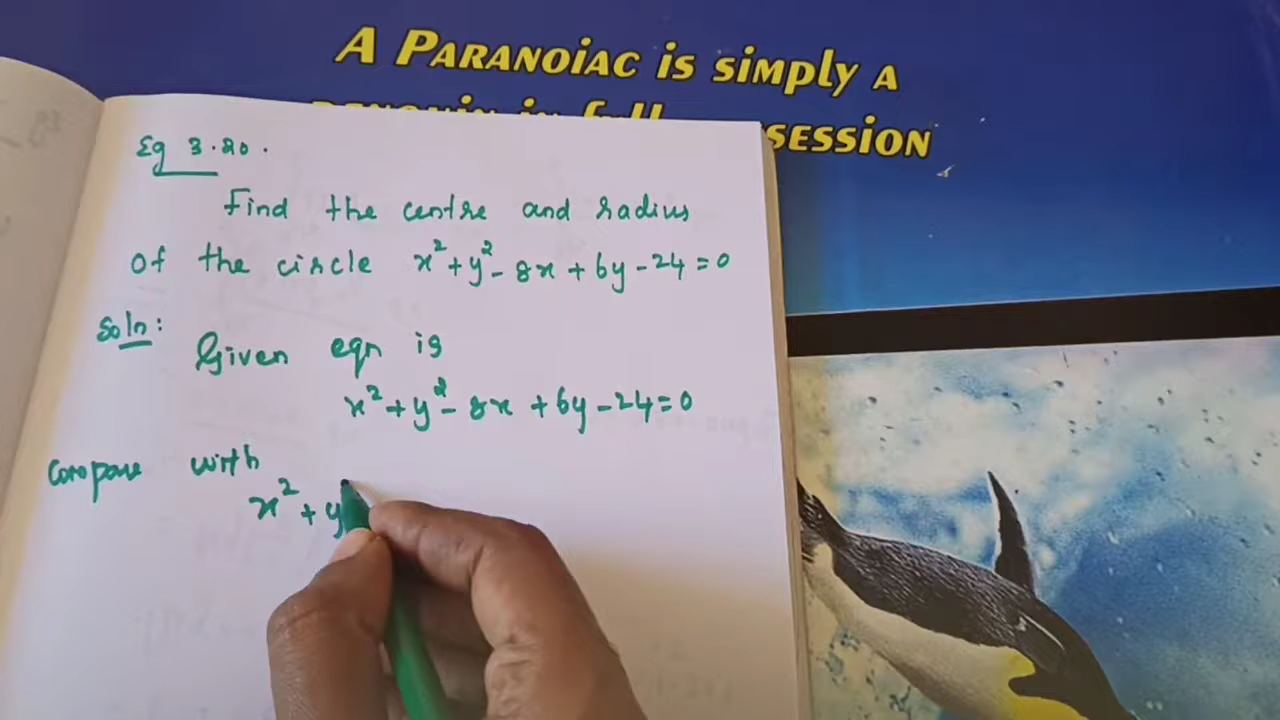 A PARANOiAC is simply A
SESSiON
Eg 3.20.
Find the centre and radius
of the circle x²+y²-8x+6y-24=0
Soln:
Given eqn is
x²+y²-8x+6y-24=0
Compare with
x²+y